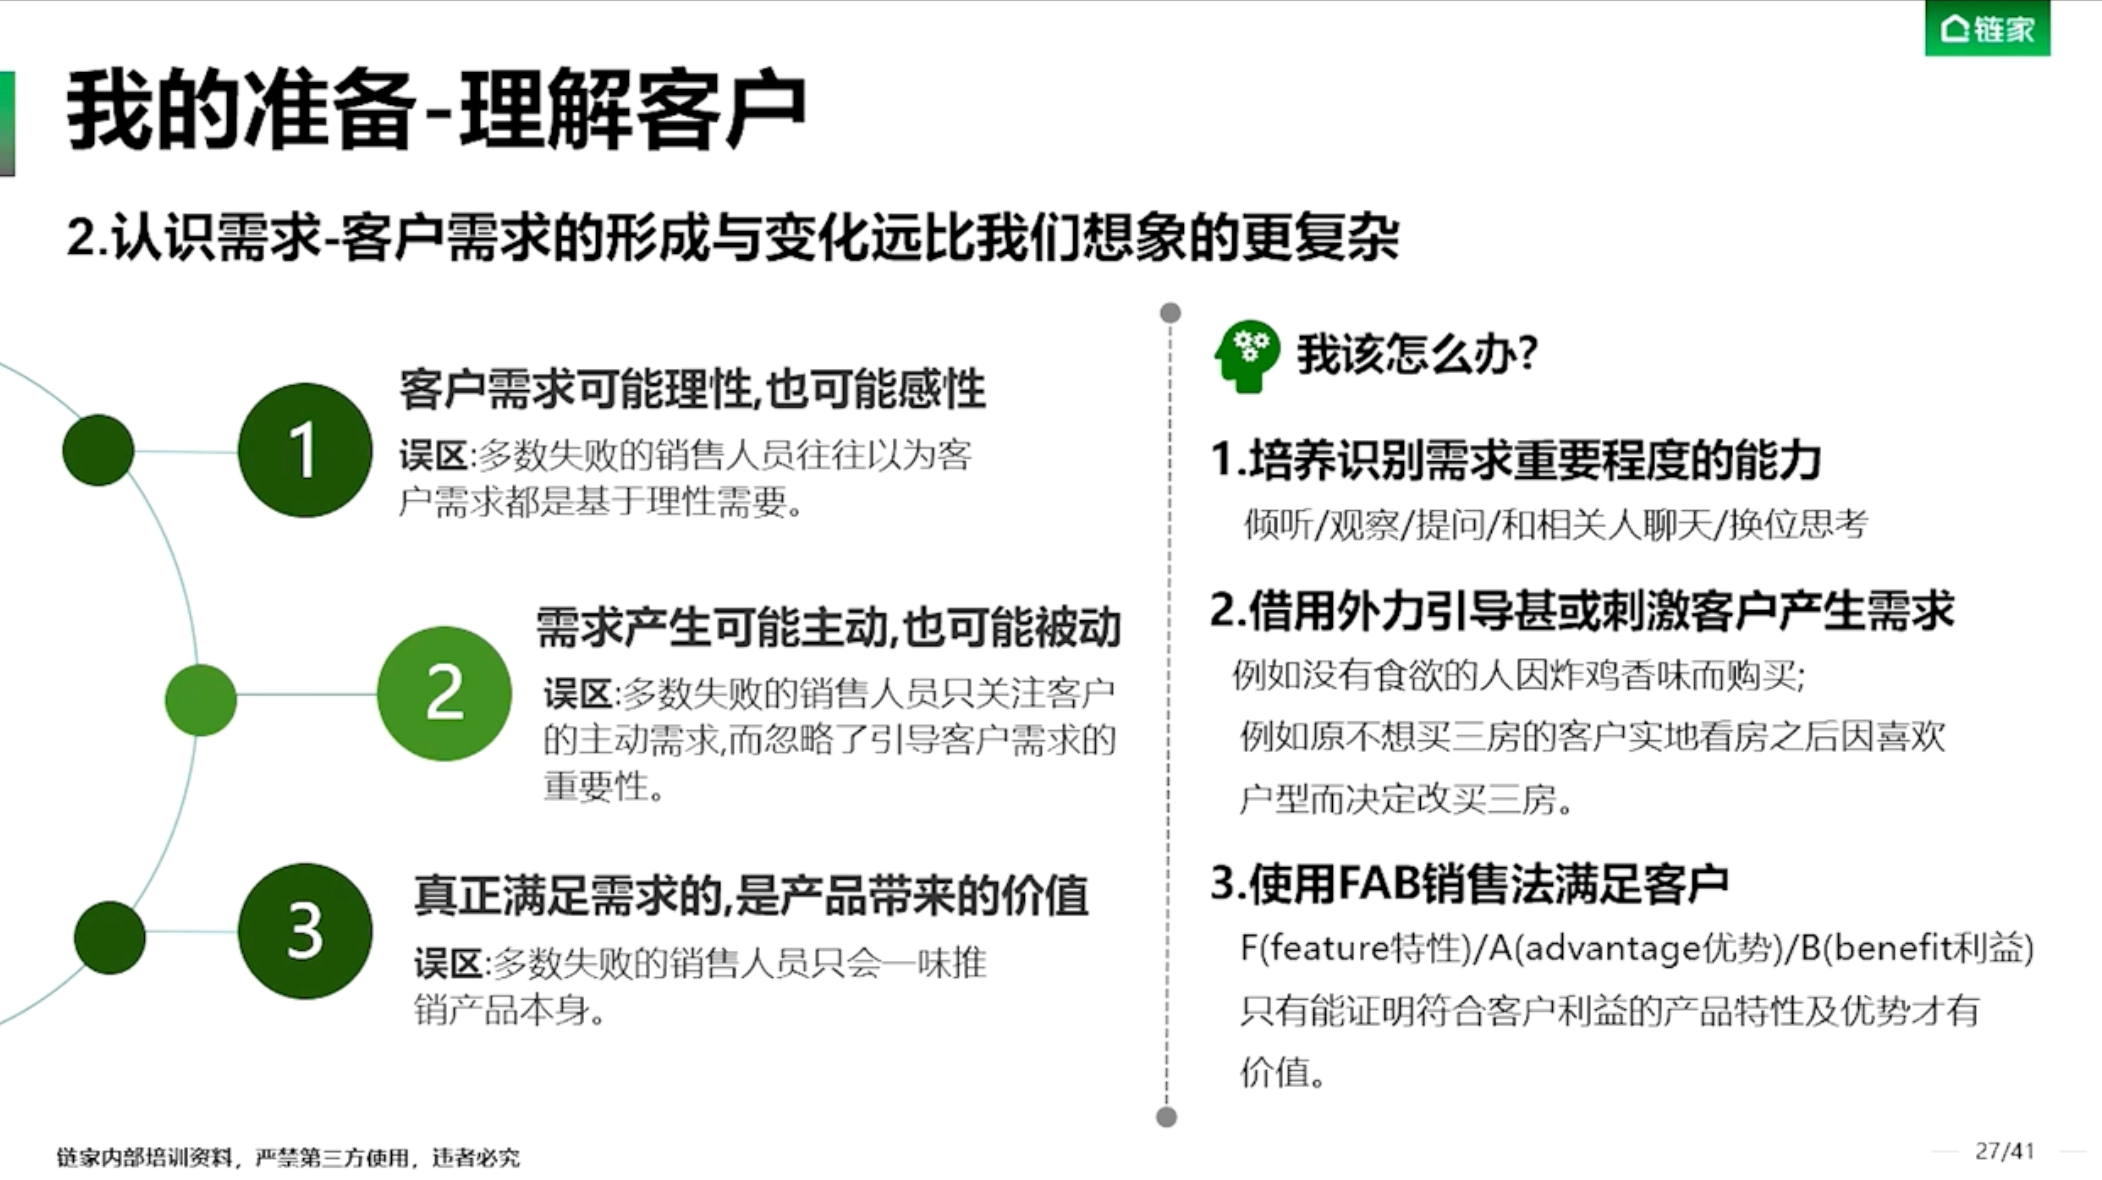 链家
我的准备-理解客户
2.认识需求-客户需求的形成与变化远比我们想象的更复杂
1
客户需求可能理性,也可能感性
误区:多数失败的销售人员往往以为客
户需求都是基于理性需要。
2
需求产生可能主动,也可能被动
误区:多数失败的销售人员只关注客户
的主动需求,而忽略了引导客户需求的
重要性。
3
真正满足需求的,是产品带来的价值
误区:多数失败的销售人员只会一味推
销产品本身。
我该怎么办?
1.培养识别需求重要程度的能力
倾听/观察/提问/和相关人聊天/换位思考
2.借用外力引导甚或刺激客户产生需求
例如没有食欲的人因炸鸡香味而购买;
例如原不想买三房的客户实地看房之后因喜欢
户型而决定改买三房。
3.使用FAB销售法满足客户
F(feature特性)/A(advantage优势)/B(benefit利益)
只有能证明符合客户利益的产品特性及优势才有
价值。
链家内部培训资料，严禁第三方使用，违者必究
27/41